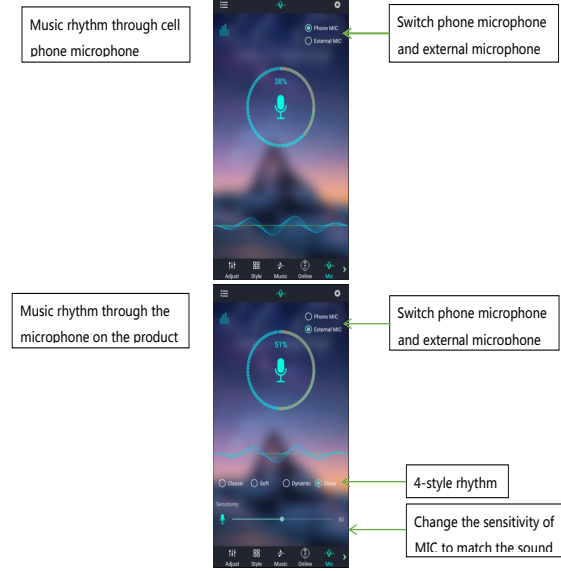 Music rhythm through cell
phone microphone
Phone MIC
External MIC
Switch phone microphone
and external microphone
38%
Adjust Style Music Online Mic
Music rhythm through the
microphone on the product
Phone MIC
External MIC
Switch phone microphone
and external microphone
51%
Classic Soft Dynamic Disco
4-style rhythm
Sensitivity:
Change the sensitivity of
MIC to match the sound
Adjust Style Music Online Mic